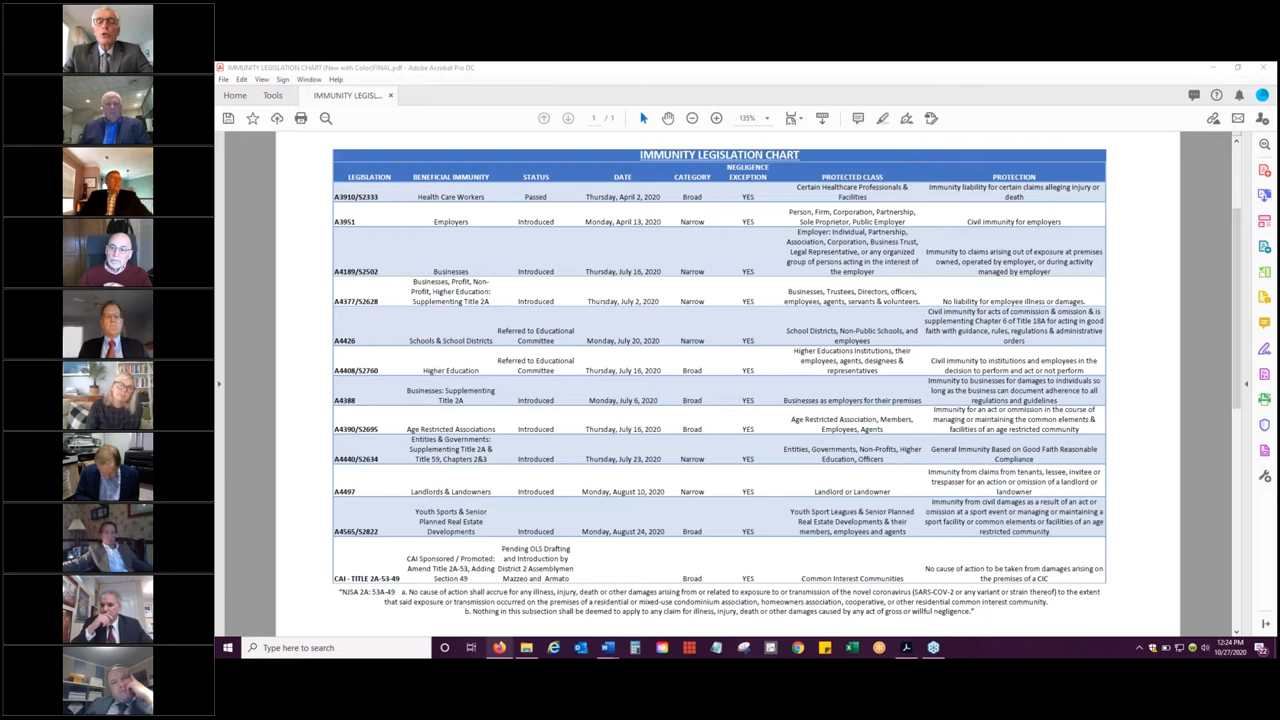 IMMUNITY LEGISLATION CHART (New with Color)FINAL.pdf - Adobe Acrobat Pro DC
File Edit View Sign Window Help
Home Tools IMMUNITY LEGISL... ×
1 / 1 135%
IMMUNITY LEGISLATION CHART
LEGISLATION BENEFICIAL IMMUNITY STATUS DATE CATEGORY NEGLIGENCE EXCEPTION PROTECTED CLASS PROTECTION
A3910/S2333 Health Care Workers Passed Thursday, April 2, 2020 Broad YES Certain Healthcare Professionals & Facilities Immunity liability for certain claims alleging injury or death
A3951 Employers Introduced Monday, April 13, 2020 Narrow YES Person, Firm, Corporation, Partnership, Sole Proprietor, Public Employer Civil immunity for employers
A4189/S2502 Businesses Introduced Thursday, July 16, 2020 Narrow YES Employer: Individual, Partnership, Association, Corporation, Business Trust, Legal Representative, or any organized group of persons acting in the interest of the employer Immunity to claims arising out of exposure at premises owned, operated by employer, or during activity managed by employer
A4377/S2628 Businesses, Profit, Non-Profit, Higher Education: Supplementing Title 2A Introduced Thursday, July 2, 2020 Narrow YES Businesses, Trustees, Directors, officers, employees, agents, servants & volunteers. No liability for employee illness or damages.
A4426 Schools & School Districts Referred to Educational Committee Monday, July 20, 2020 Narrow YES School Districts, Non-Public Schools, and employees Civil immunity for acts of commission & omission & is supplementing Chapter 6 of Title 18A for acting in good faith with guidance, rules, regulations & administrative orders
A4408/S2760 Higher Education Referred to Educational Committee Thursday, July 16, 2020 Broad YES Higher Educations Institutions, their employees, agents, designees & representatives Civil immunity to institutions and employees in the decision to perform and act or not perform
A4388 Businesses: Supplementing Title 2A Introduced Monday, July 6, 2020 Broad YES Businesses as employers for their premises Immunity to businesses for damages to individuals so long as the business can document adherence to all regulations and guidelines
A4390/S2695 Age Restricted Associations Introduced Thursday, July 16, 2020 Broad YES Age Restricted Association, Members, Employees, Agents Immunity for an act or ommission in the course of managing or maintaining the common elements & facilities of an age restricted community
A4440/S2634 Entities & Governments: Supplementing Title 2A & Title 59, Chapters 2&3 Introduced Thursday, July 23, 2020 Narrow YES Entities, Governments, Non-Profits, Higher Education, Officers General Immunity Based on Good Faith Reasonable Compliance
A4497 Landlords & Landowners Introduced Monday, August 10, 2020 Narrow YES Landlord or Landowner Immunity from claims from tenants, lessee, invitee or trespasser for an action or omission of a landlord or landowner
A4565/S2822 Youth Sports & Senior Planned Real Estate Developments Introduced Monday, August 24, 2020 Broad YES Youth Sport Leagues & Senior Planned Real Estate Developments & their members, employees and agents Immunity from civil damages as a result of an act or omission at a sport event or managing or maintaining a sport facility or common elements or facilities of an age restricted community
CAI - TITLE 2A-53-49 CAI Sponsored / Promoted: Amend Title 2A-53, Adding Section 49 Pending OLS Drafting and Introduction by District 2 Assemblymen Mazzeo and Armato Broad YES Common Interest Communities No cause of action to be taken from damages arising on the premises of a CIC
"NJSA 2A: 53A-49 a. No cause of action shall accrue for any illness, injury, death or other damages arising from or related to exposure to or transmission of the novel coronavirus (SARS-COV-2 or any variant or strain thereof) to the extent
that said exposure or transmission occurred on the premises of a residential or mixed-use condominium association, homeowners association, cooperative, or other residential common interest community.
b. Nothing in this subsection shall be deemed to apply to any claim for illness, injury, death or other damages caused by any act of gross or willful negligence."
Type here to search
12:24 PM
10/27/2020
22